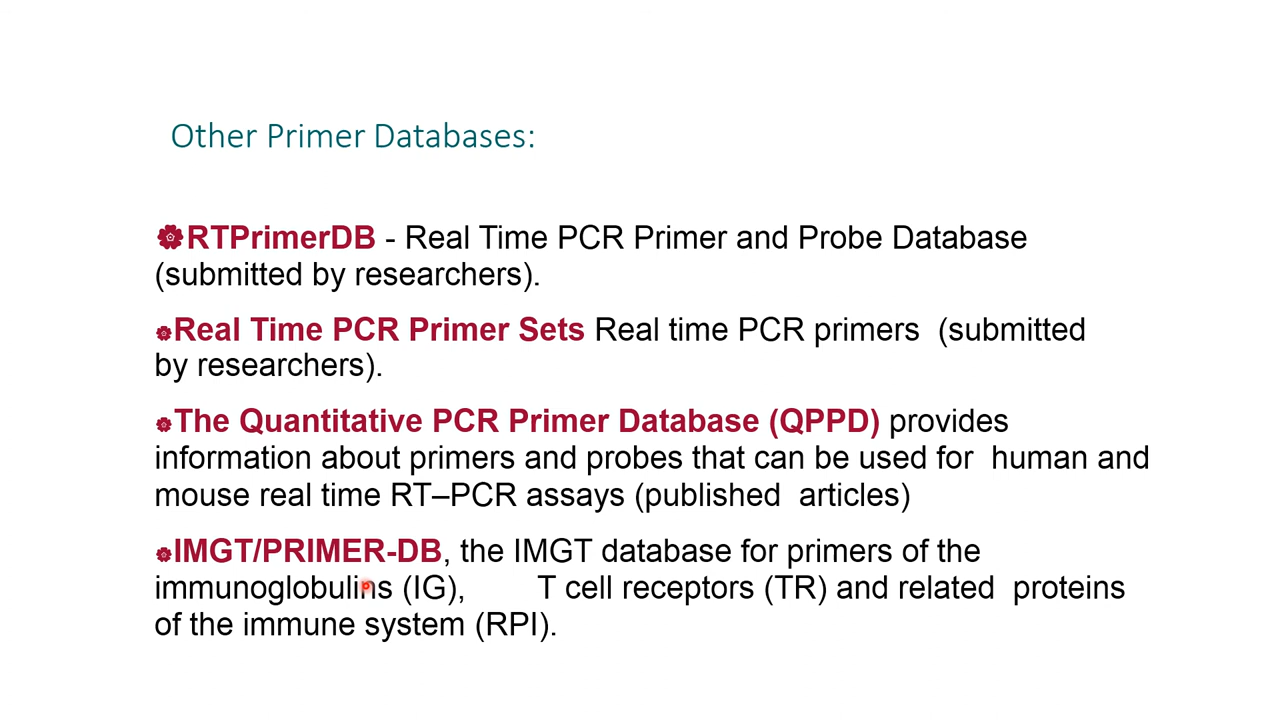 Other Primer Databases:
RTPrimerDB - Real Time PCR Primer and Probe Database
(submitted by researchers).
Real Time PCR Primer Sets Real time PCR primers (submitted
by researchers).
The Quantitative PCR Primer Database (QPPD) provides
information about primers and probes that can be used for human and
mouse real time RT–PCR assays (published articles)
IMGT/PRIMER-DB, the IMGT database for primers of the
immunoglobulins (IG), T cell receptors (TR) and related proteins
of the immune system (RPI).